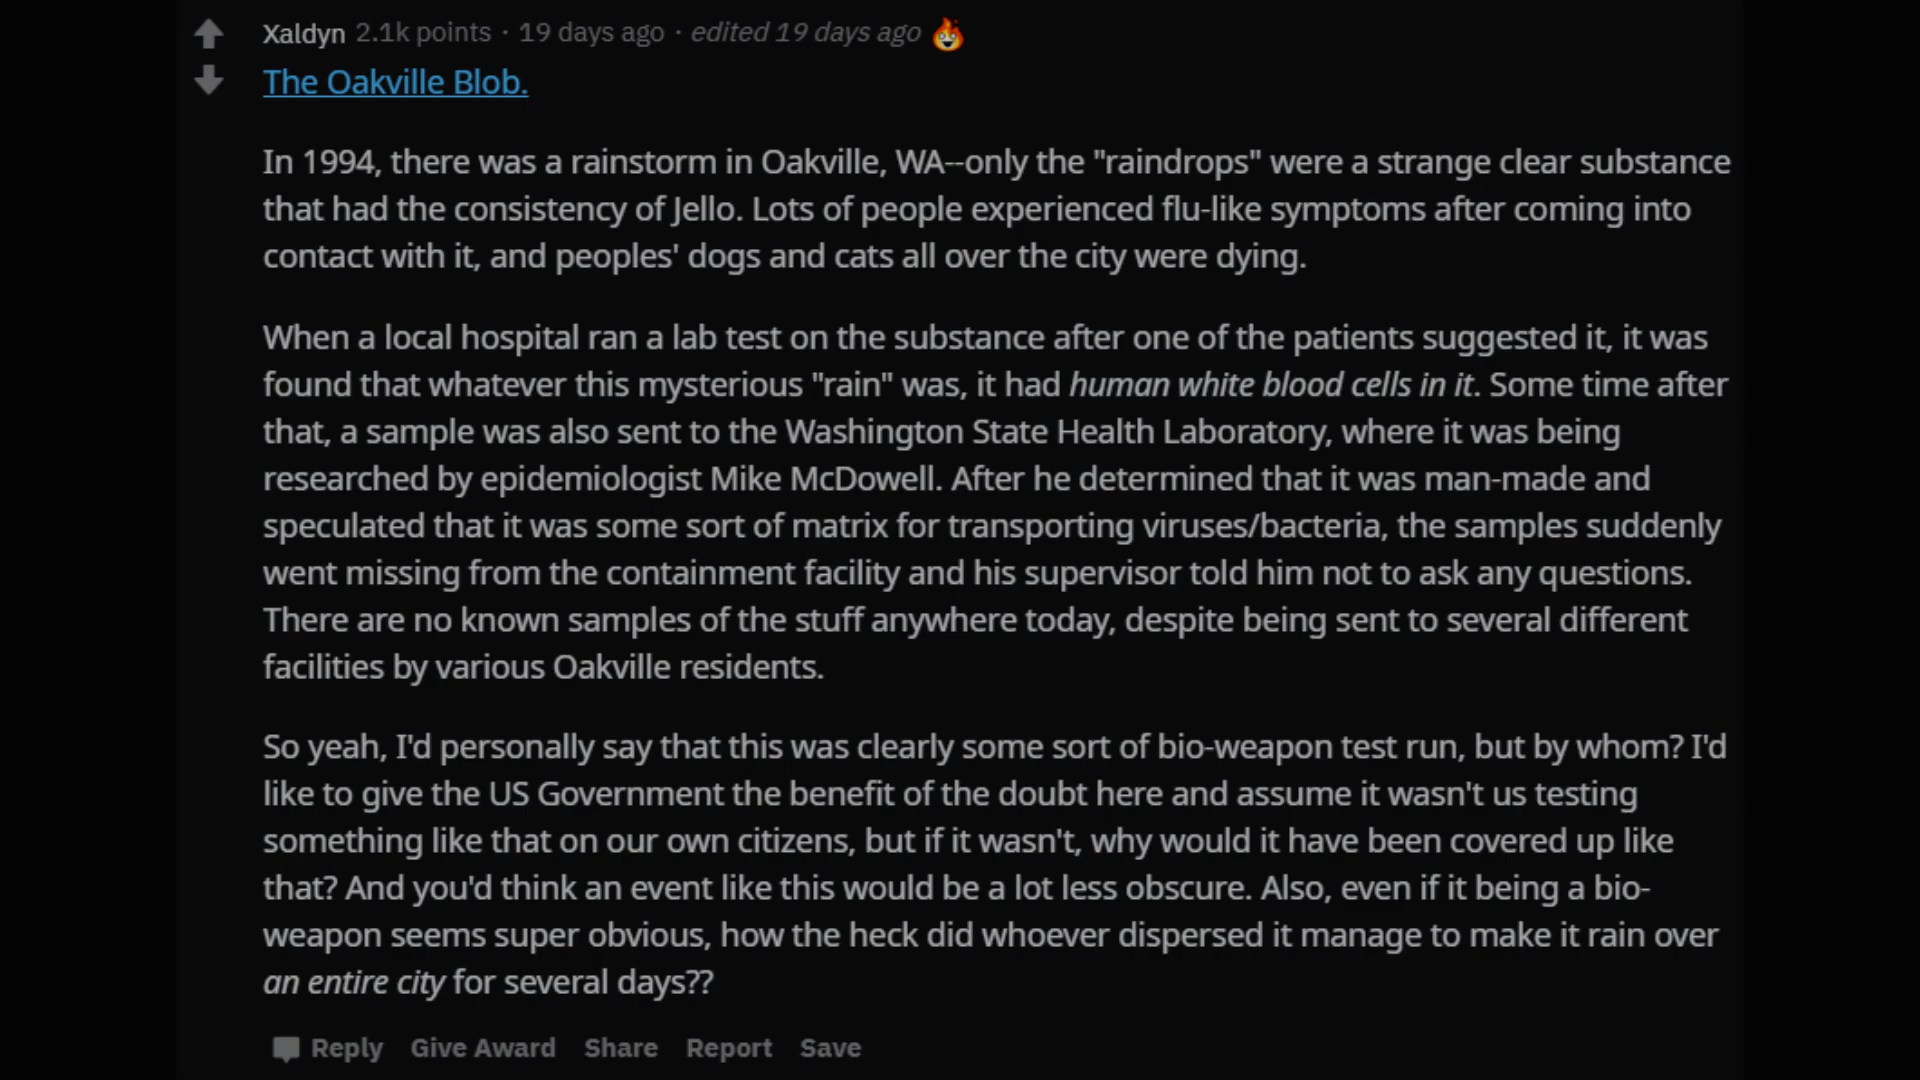 Xaldyn 2.1k points · 19 days ago · edited 19 days ago
The Oakville Blob.
In 1994, there was a rainstorm in Oakville, WA--only the "raindrops" were a strange clear substance
that had the consistency of Jello. Lots of people experienced flu-like symptoms after coming into
contact with it, and peoples' dogs and cats all over the city were dying.
When a local hospital ran a lab test on the substance after one of the patients suggested it, it was
found that whatever this mysterious "rain" was, it had human white blood cells in it. Some time after
that, a sample was also sent to the Washington State Health Laboratory, where it was being
researched by epidemiologist Mike McDowell. After he determined that it was man-made and
speculated that it was some sort of matrix for transporting viruses/bacteria, the samples suddenly
went missing from the containment facility and his supervisor told him not to ask any questions.
There are no known samples of the stuff anywhere today, despite being sent to several different
facilities by various Oakville residents.
So yeah, I'd personally say that this was clearly some sort of bio-weapon test run, but by whom? I'd
like to give the US Government the benefit of the doubt here and assume it wasn't us testing
something like that on our own citizens, but if it wasn't, why would it have been covered up like
that? And you'd think an event like this would be a lot less obscure. Also, even if it being a bio-
weapon seems super obvious, how the heck did whoever dispersed it manage to make it rain over
an entire city for several days??
Reply Give Award Share Report Save